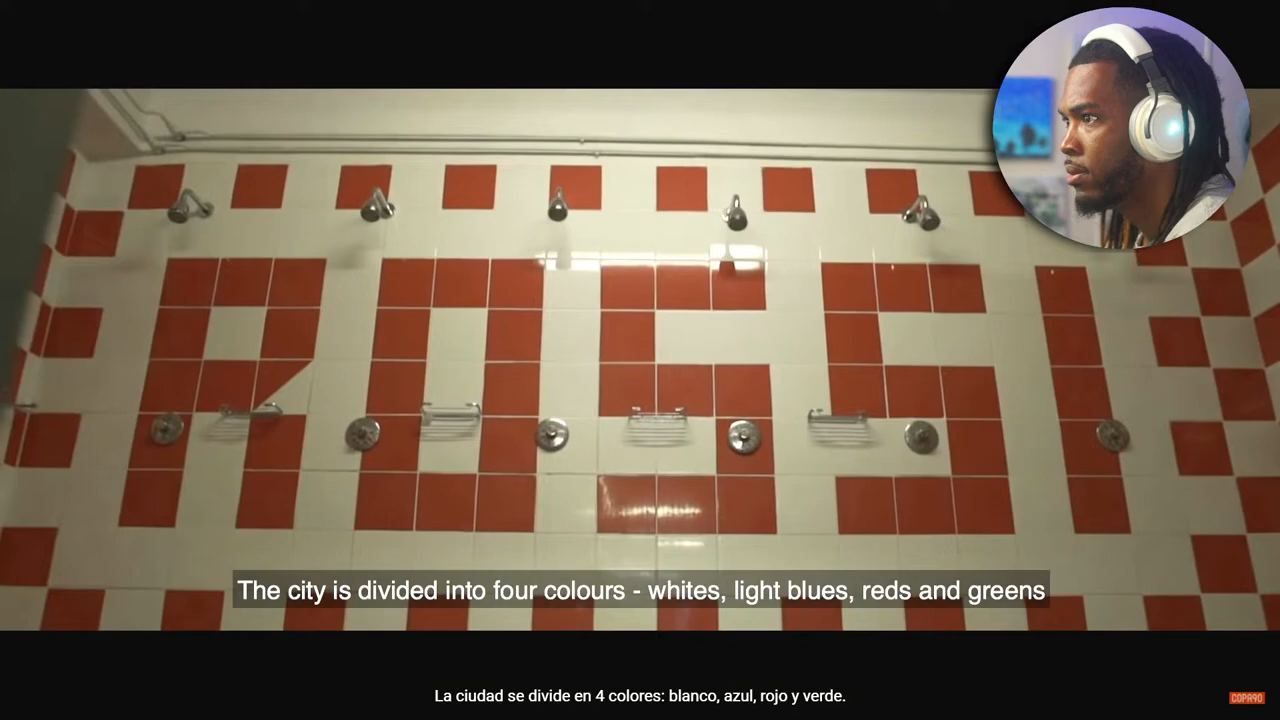 ROSSI
The city is divided into four colours - whites, light blues, reds and greens
La ciudad se divide en 4 colores: blanco, azul, rojo y verde.
COPA90